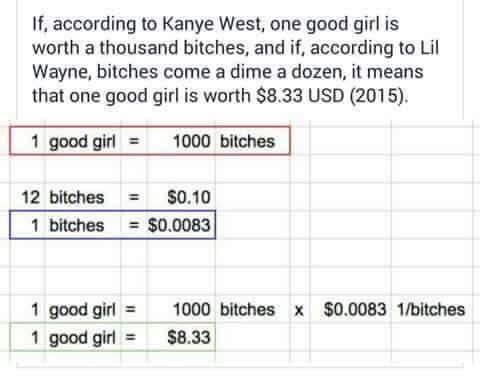 If, according to Kanye West, one good girl is
worth a thousand bitches, and if, according to Lil
Wayne, bitches come a dime a dozen, it means
that one good girl is worth $8.33 USD (2015).
1 good girl = 1000 bitches
12 bitches = $0.10
1 bitches = $0.0083
1 good girl = 1000 bitches x $0.0083 1/bitches
1 good girl = $8.33